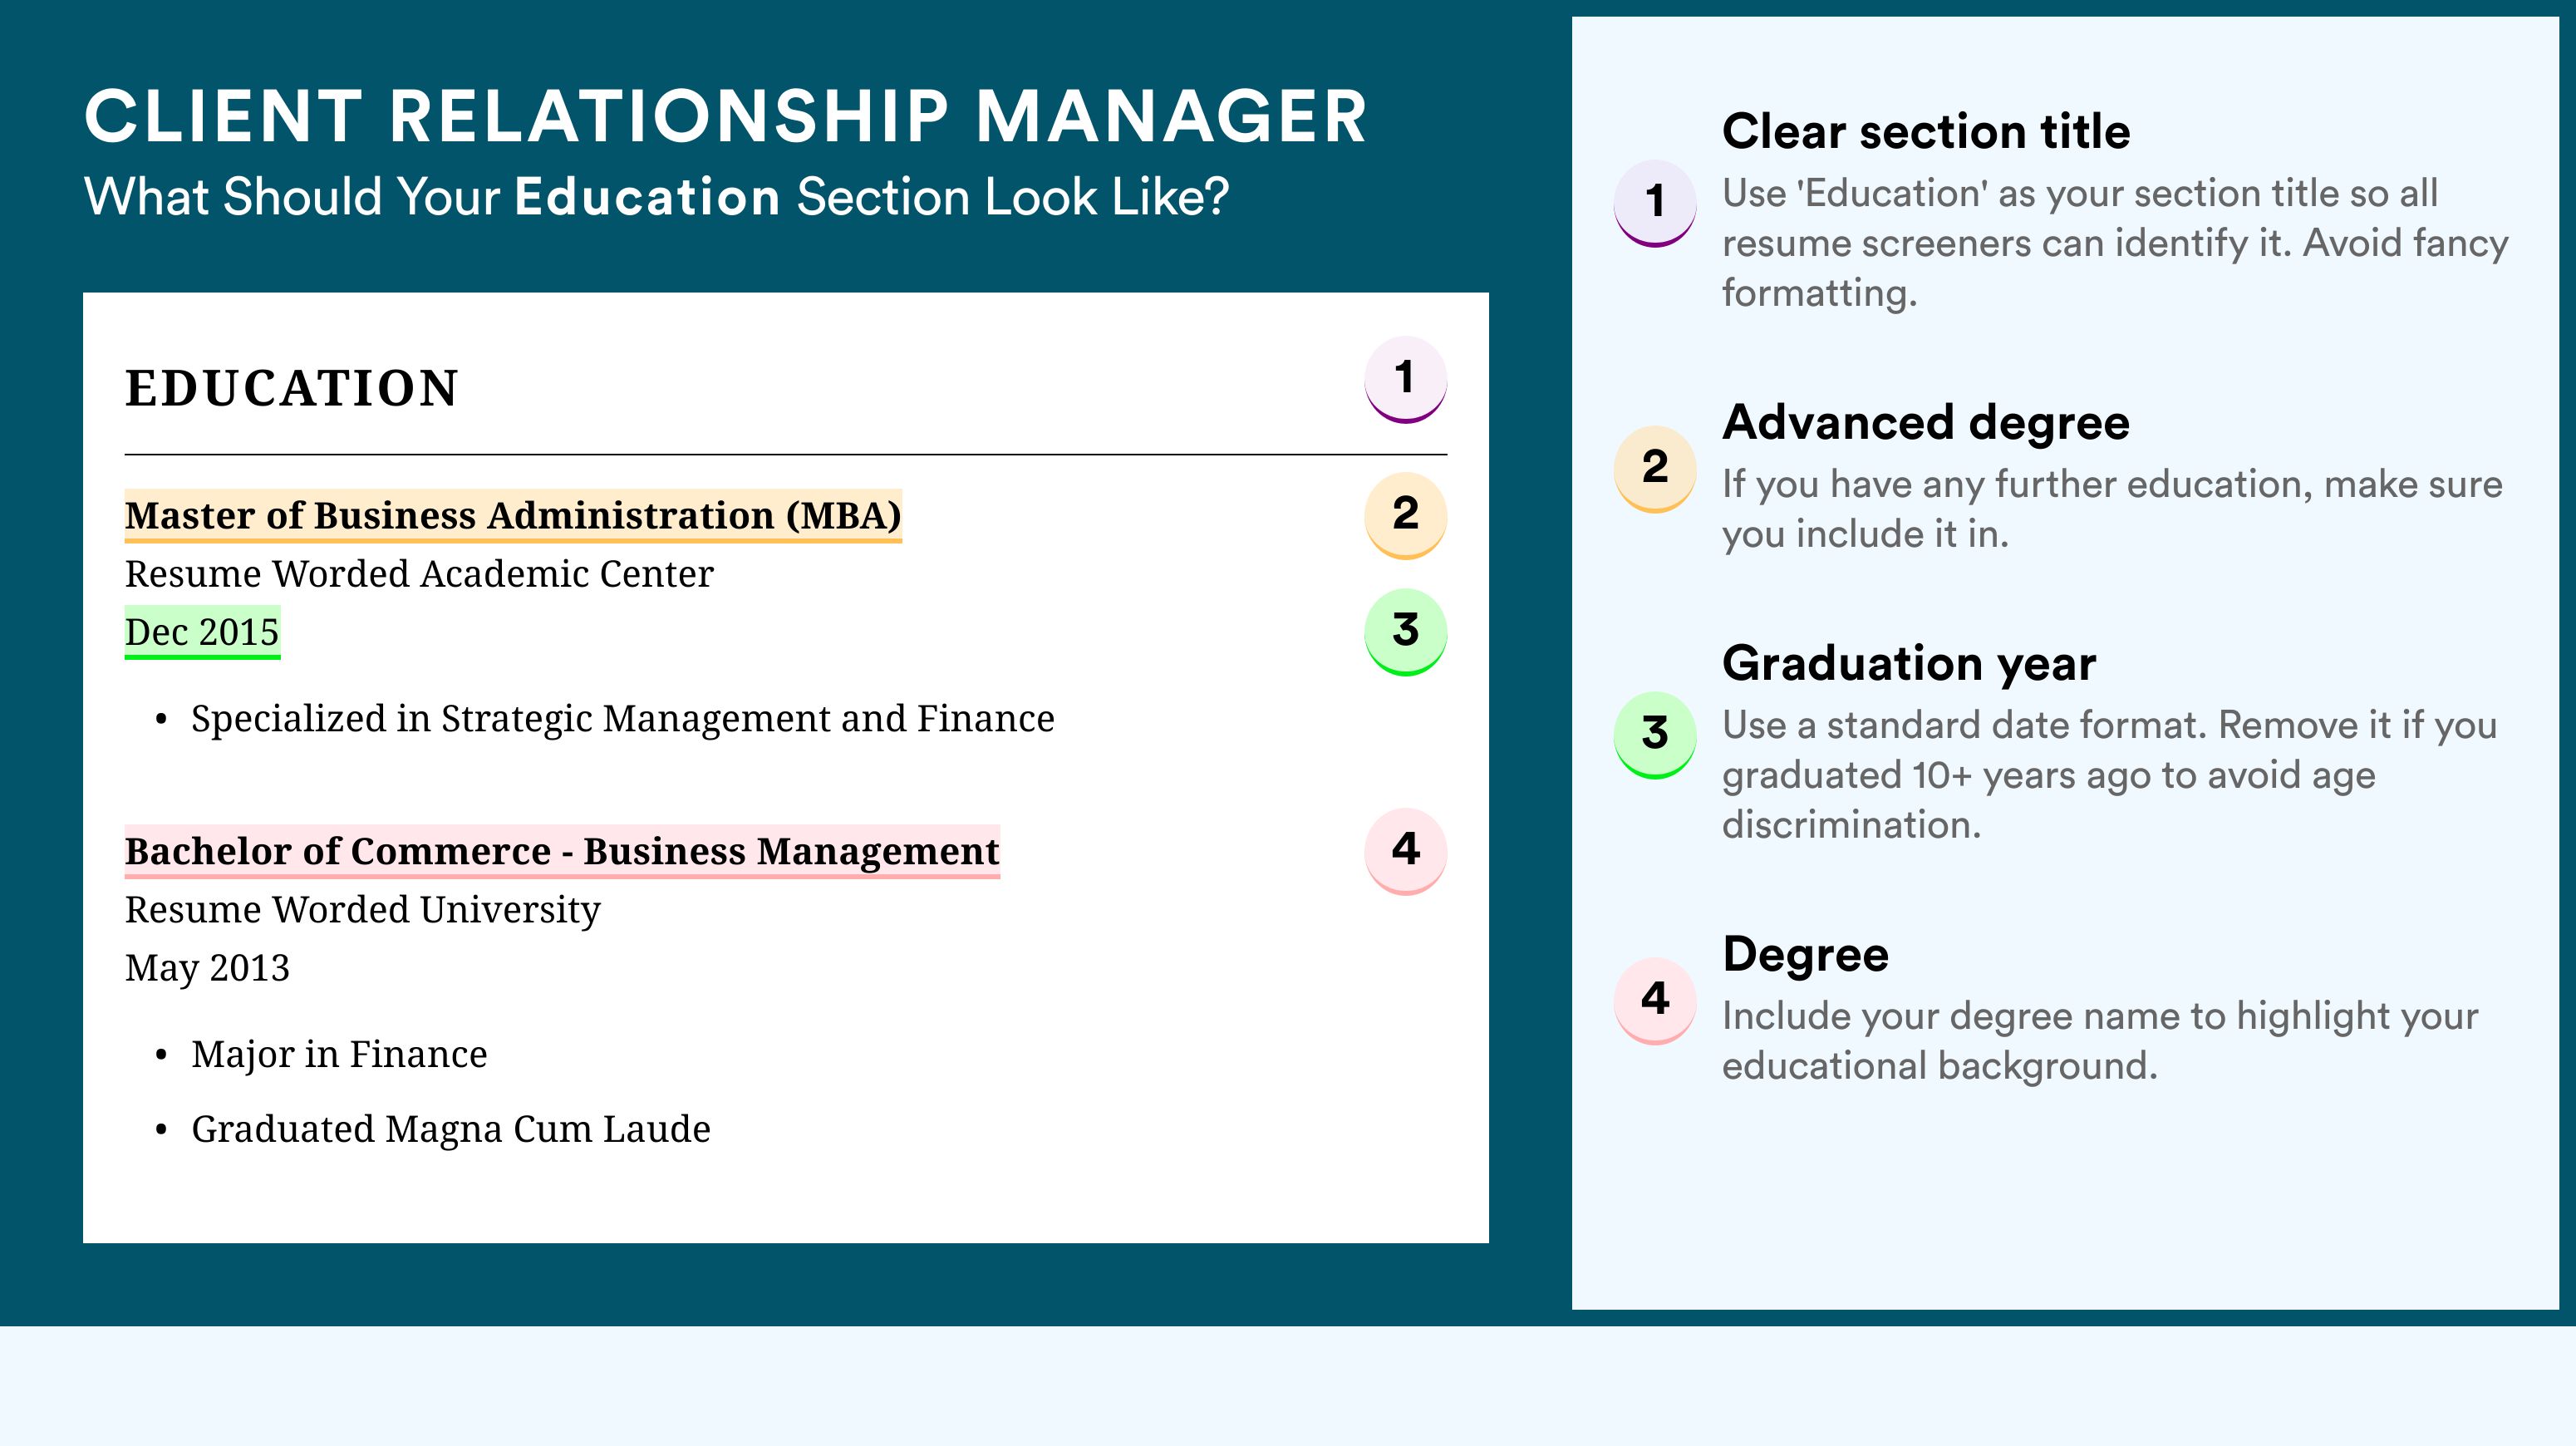 CLIENT RELATIONSHIP MANAGER
What Should Your Education Section Look Like?
EDUCATION
1
Master of Business Administration (MBA)
2
Resume Worded Academic Center
Dec 2015
3
• Specialized in Strategic Management and Finance
Bachelor of Commerce - Business Management
4
Resume Worded University
May 2013
• Major in Finance
• Graduated Magna Cum Laude
1
Clear section title
Use 'Education' as your section title so all
resume screeners can identify it. Avoid fancy
formatting.
2
Advanced degree
If you have any further education, make sure
you include it in.
3
Graduation year
Use a standard date format. Remove it if you
graduated 10+ years ago to avoid age
discrimination.
4
Degree
Include your degree name to highlight your
educational background.